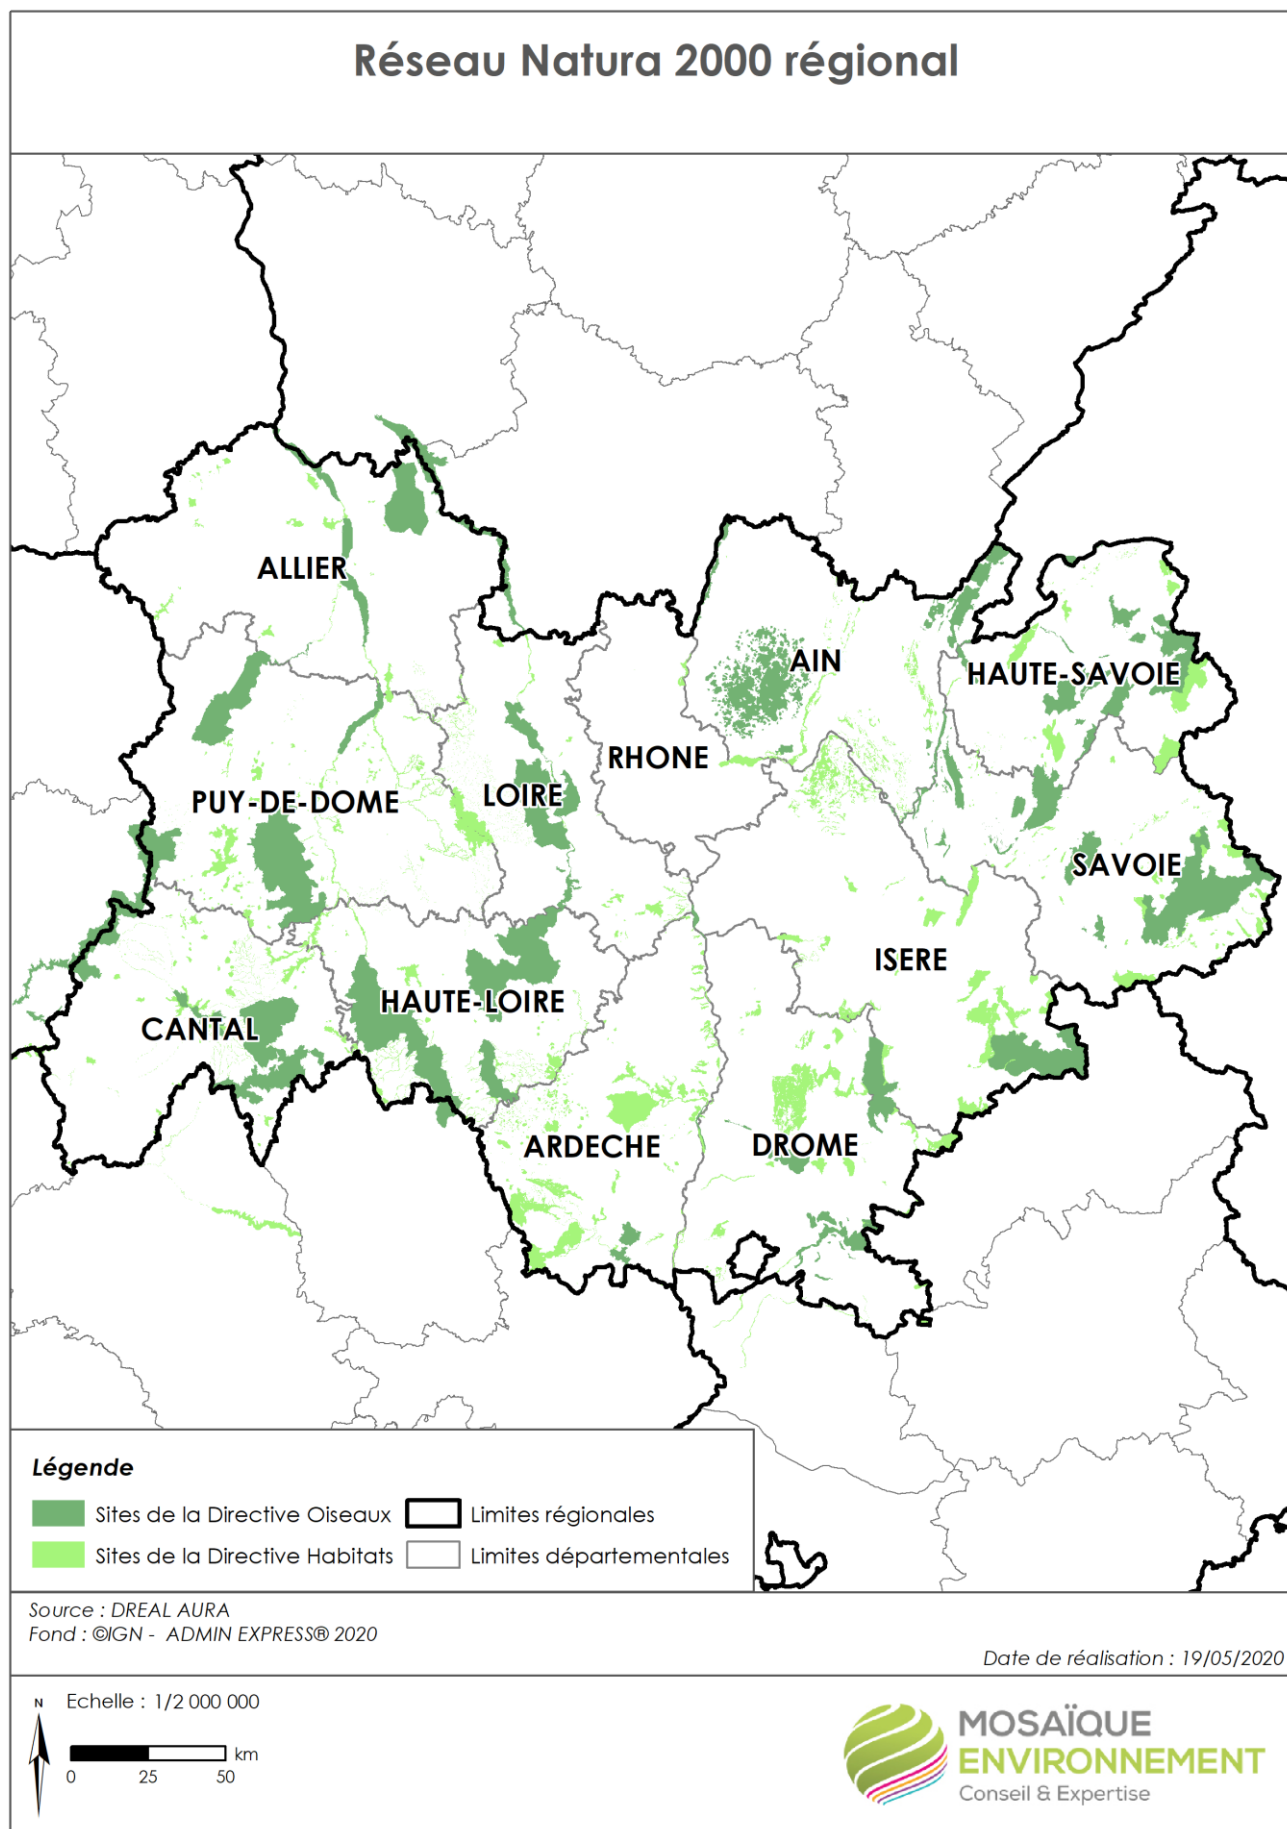 Réseau Natura 2000 régional
ALLIER
AIN
HAUTE-SAVOIE
RHONE
PUY-DE-DOME
LOIRE
SAVOIE
ISERE
HAUTE-LOIRE
CANTAL
ARDECHE
DROME
Légende
Sites de la Directive Oiseaux
Limites régionales
Sites de la Directive Habitats
Limites départementales
Source : DREAL AURA
Fond : ©IGN - ADMIN EXPRESS® 2020
Date de réalisation : 19/05/2020
N
Echelle : 1/2 000 000
km
0 25 50
MOSAÏQUE
ENVIRONNEMENT
Conseil & Expertise